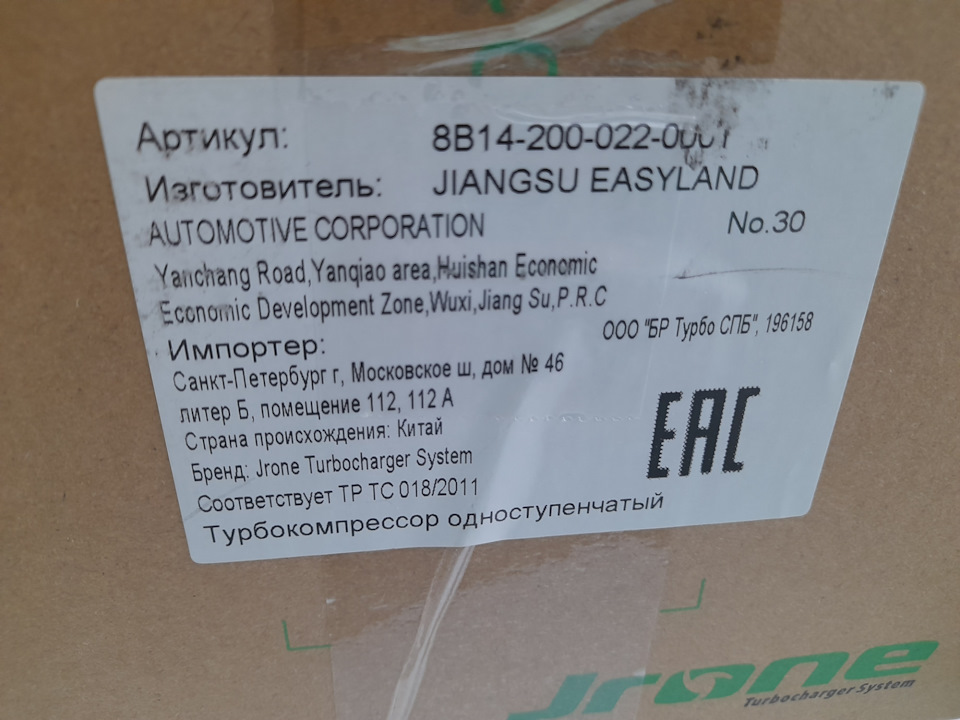 Артикул: 8B14-200-022-0001
Изготовитель: JIANGSU EASYLAND
AUTOMOTIVE CORPORATION No.30
Yanchang Road,Yanqiao area,Huishan Economic
Economic Development Zone,Wuxi,Jiang Su,P.R.C
Импортер: ООО "БР Турбо СПБ", 196158
Санкт-Петербург г, Московское ш, дом № 46
литер Б, помещение 112, 112 А
Страна происхождения: Китай
Бренд: Jrone Turbocharger System
Соответствует ТР ТС 018/2011
Турбокомпрессор одноступенчатый
EAC
Jrone
Turbocharger System